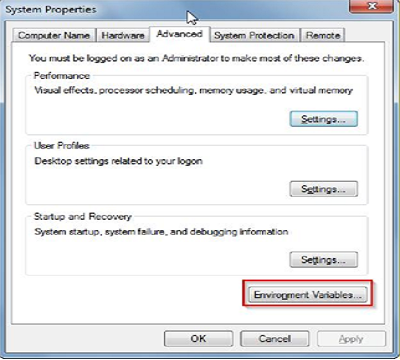 System Properties
Computer Name Hardware Advanced System Protection Remote
You must be logged on as an Administrator to make most of these changes.
Performance
Visual effects, processor scheduling, memory usage, and virtual memory
Settings...
User Profiles
Desktop settings related to your logon
Settings...
Startup and Recovery
System startup, system failure, and debugging information
Settings...
Environment Variables...
OK Cancel Apply